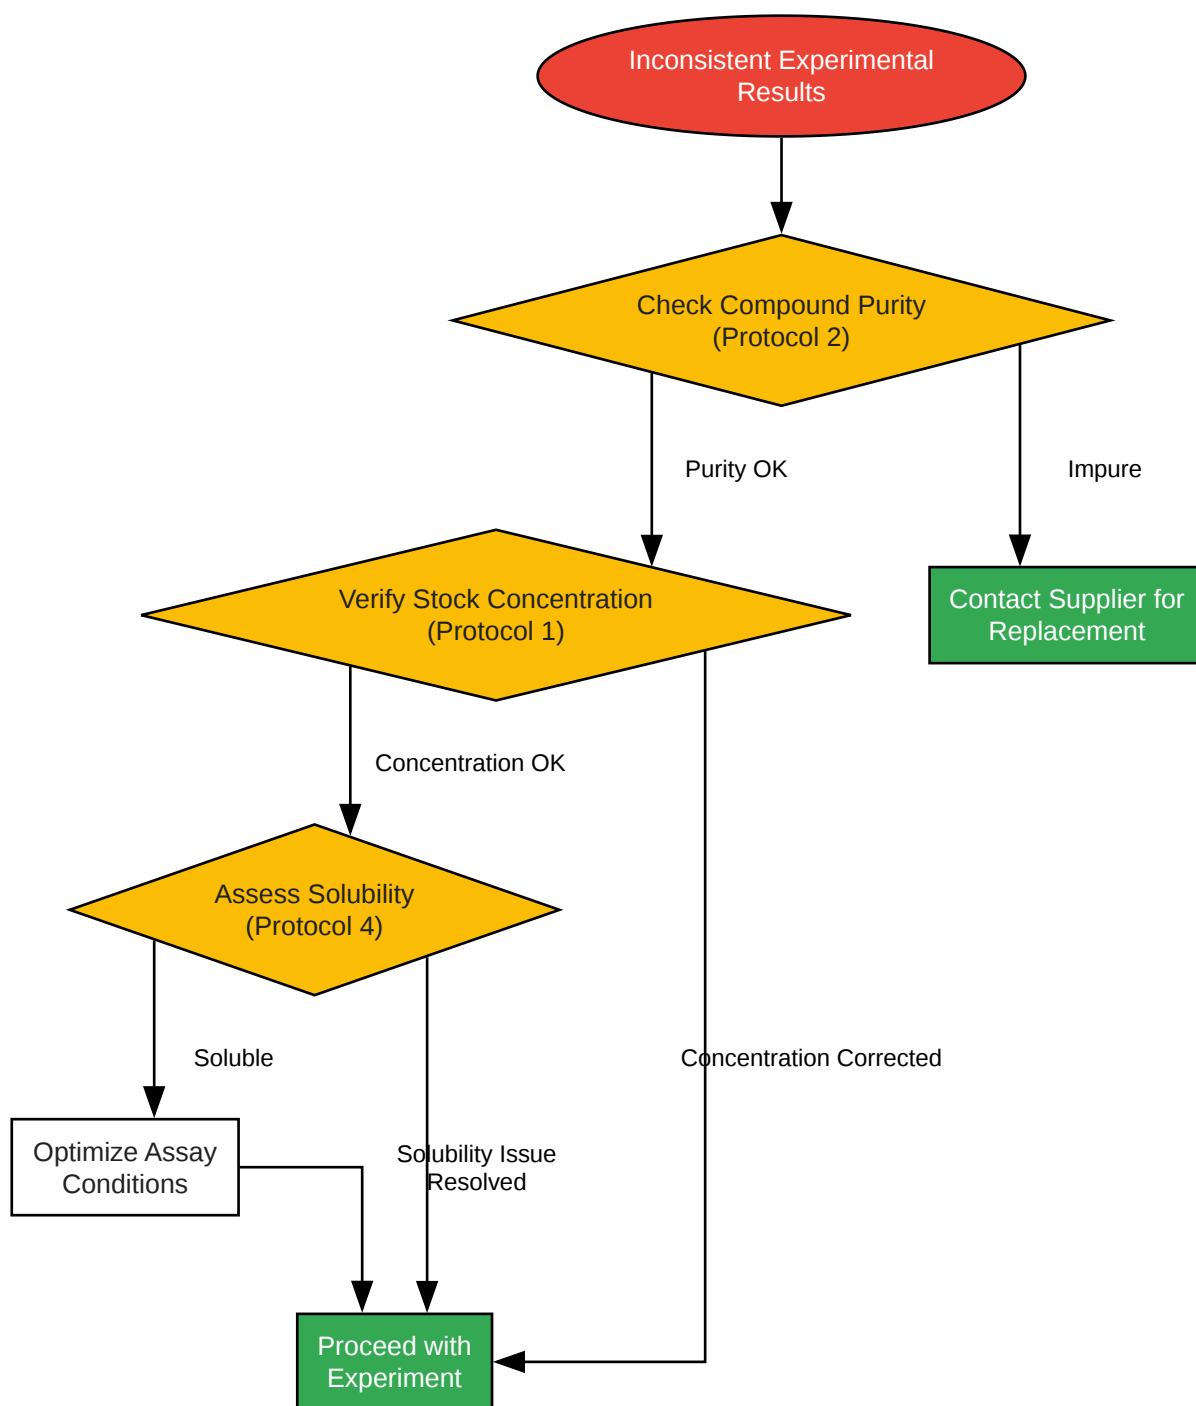 Inconsistent Experimental
Results
Check Compound Purity
(Protocol 2)
Purity OK
Impure
Verify Stock Concentration
(Protocol 1)
Contact Supplier for
Replacement
Concentration OK
Assess Solubility
(Protocol 4)
Soluble
Concentration Corrected
Optimize Assay
Conditions
Solubility Issue
Resolved
Proceed with
Experiment